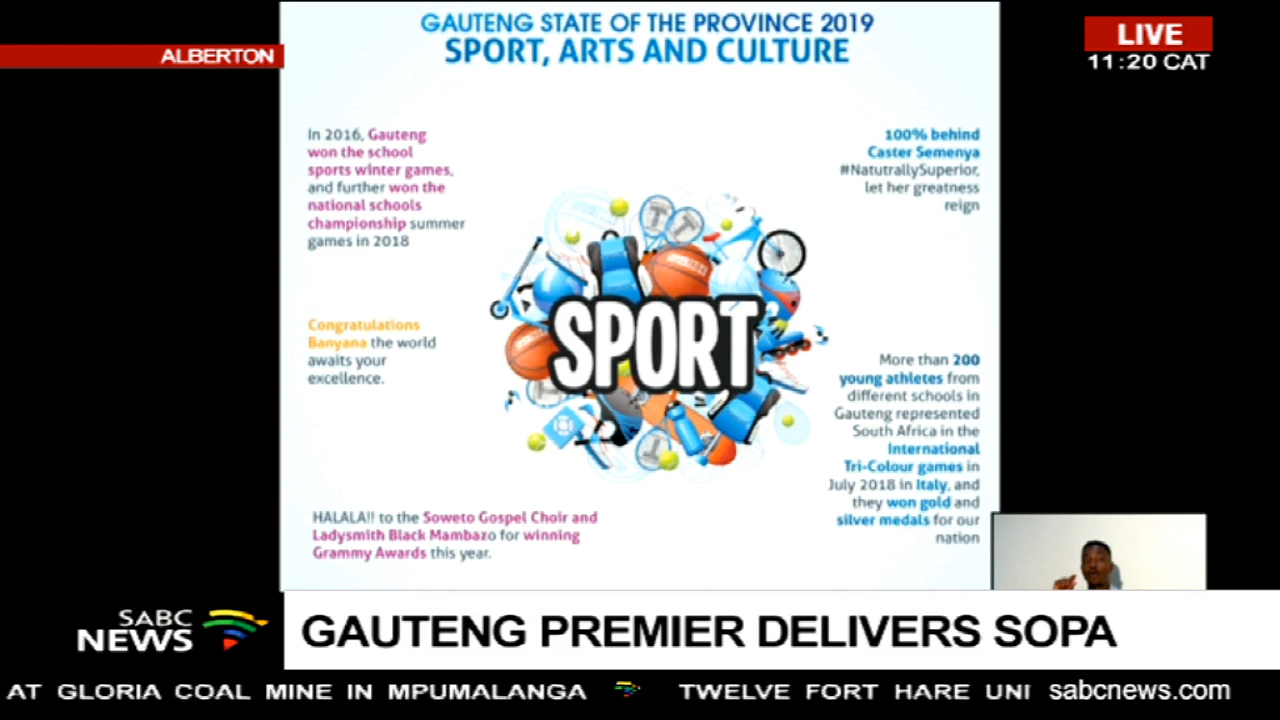 GAUTENG STATE OF THE PROVINCE 2019
SPORT, ARTS AND CULTURE
ALBERTON
LIVE
11:20 CAT
In 2016, Gauteng
won the school
sports winter games,
and further won the
national schools
championship summer
games in 2018
100% behind
Caster Semenya
#NatutrallySuperior,
let her greatness
reign
SPORT
Congratulations
Banyana the world
awaits your
excellence.
More than 200
young athletes from
different schools in
Gauteng represented
South Africa in the
International
Tri-Colour games in
July 2018 in Italy, and
they won gold and
silver medals for our
nation
HALALA!! to the Soweto Gospel Choir and
Ladysmith Black Mambazo for winning
Grammy Awards this year.
SABC
NEWS
GAUTENG PREMIER DELIVERS SOPA
AT GLORIA COAL MINE IN MPUMALANGA TWELVE FORT HARE UNI
sabcnews.com